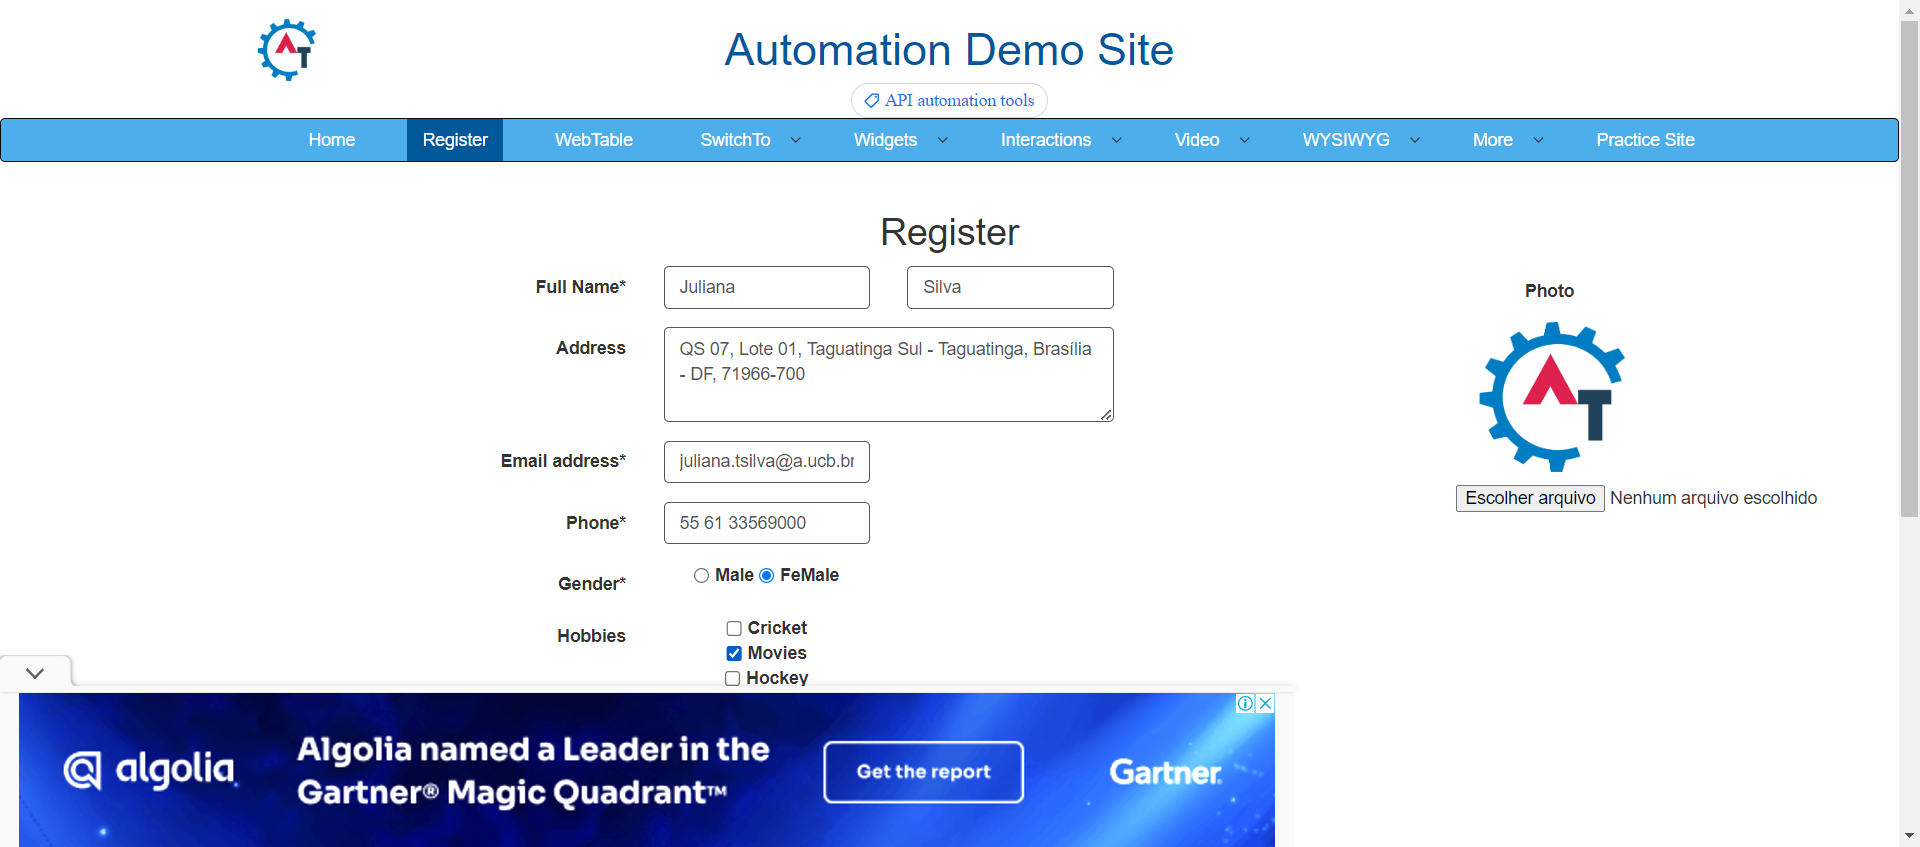 AT
Automation Demo Site
API automation tools
Home Register WebTable SwitchTo Widgets Interactions Video WYSIWYG More Practice Site
Register
Full Name* Juliana Silva
Photo
Address QS 07, Lote 01, Taguatinga Sul - Taguatinga, Brasília
- DF, 71966-700
AT
Email address* juliana.tsilva@a.ucb.br
Escolher arquivo Nenhum arquivo escolhido
Phone* 55 61 33569000
Gender* Male FeMale
Hobbies Cricket
Movies
Hockey
algolia
Algolia named a Leader in the
Gartner® Magic Quadrant™
Get the report
Gartner